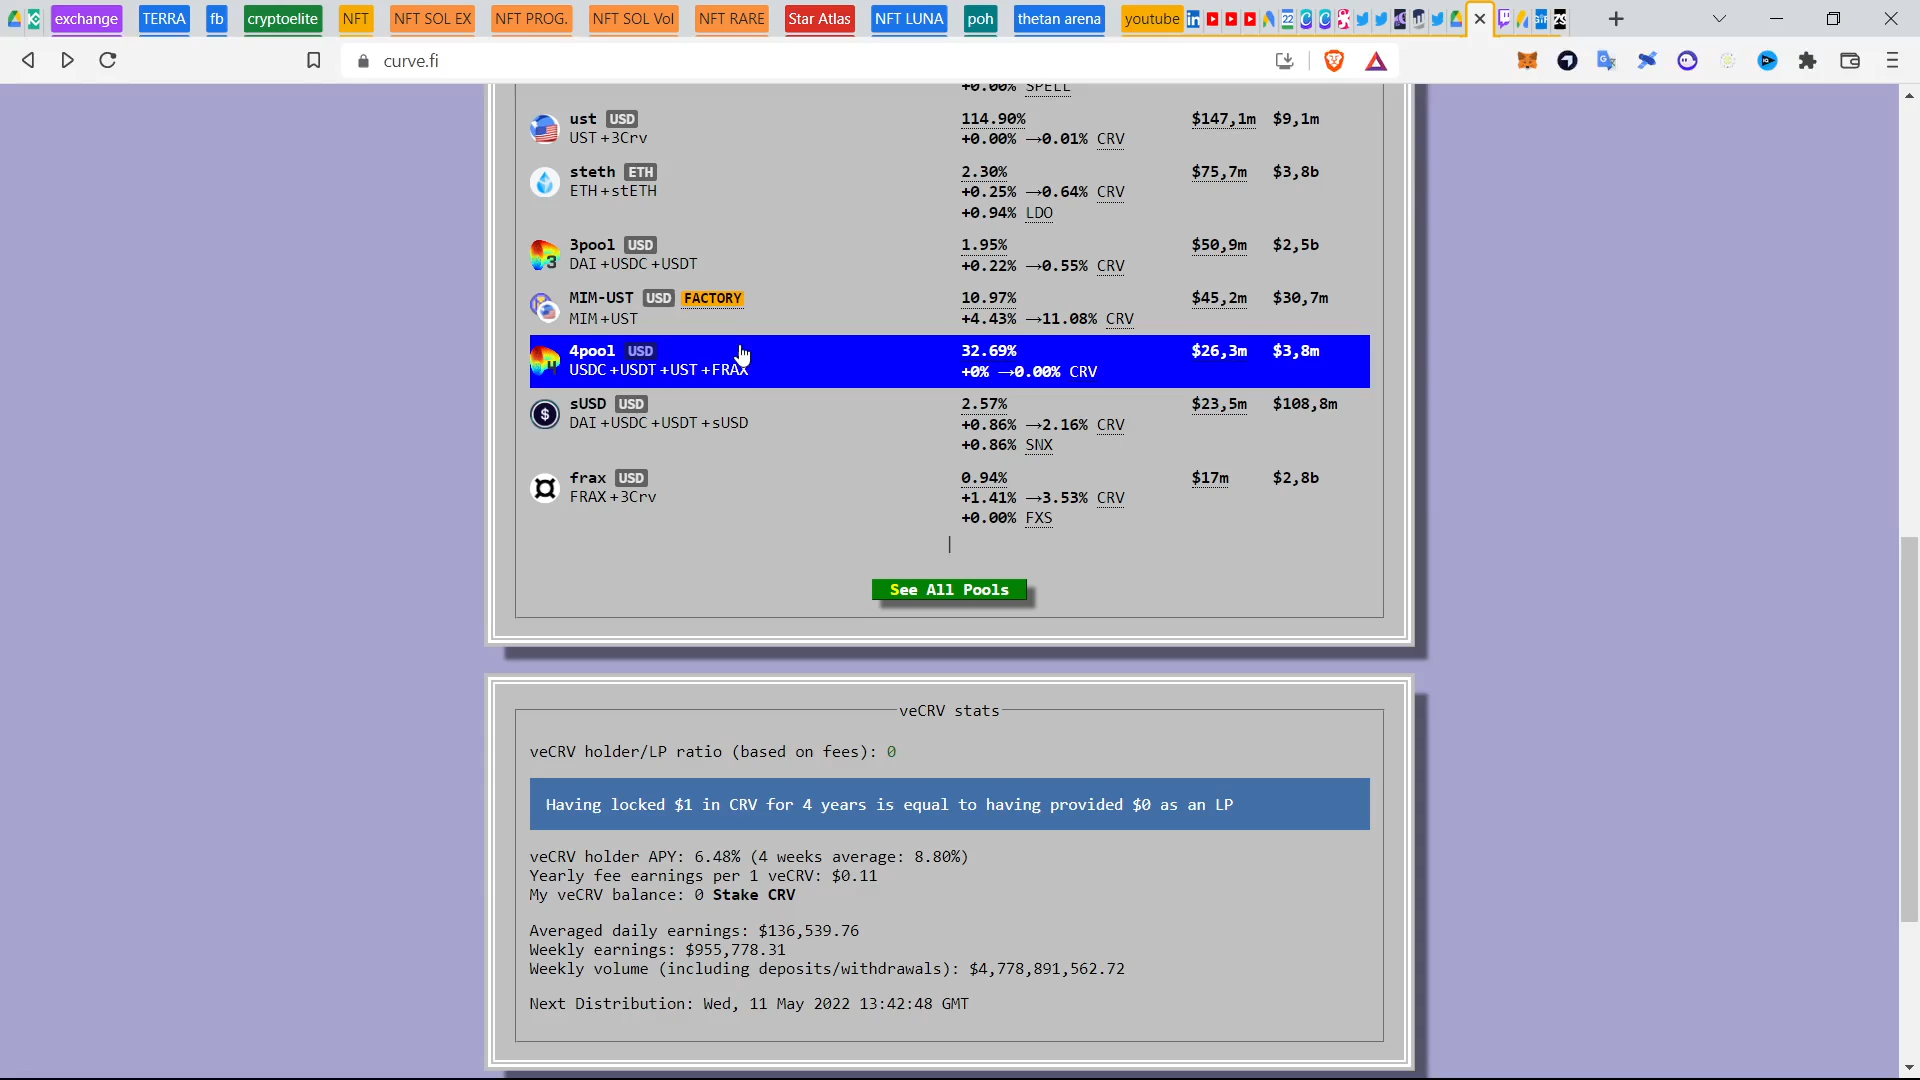 exchange TERRA fb cryptoelite NFT NFT SOL EX NFT PROG. NFT SOL Vol NFT RARE Star Atlas NFT LUNA poh thetan arena youtube
curve.fi
+0.00% SPELL
ust USD 114.90% $147,1m $9,1m
UST+3Crv +0.00% →0.01% CRV
steth ETH 2.30% $75,7m $3,8b
ETH+stETH +0.25% →0.64% CRV
+0.94% LDO
3pool USD 1.95% $50,9m $2,5b
DAI+USDC+USDT +0.22% →0.55% CRV
MIM-UST USD FACTORY 10.97% $45,2m $30,7m
MIM+UST +4.43% →11.08% CRV
4pool USD 32.69% $26,3m $3,8m
USDC+USDT+UST+FRAX +0% →0.00% CRV
sUSD USD 2.57% $23,5m $108,8m
DAI+USDC+USDT+sUSD +0.86% →2.16% CRV
+0.86% SNX
frax USD 0.94% $17m $2,8b
FRAX+3Crv +1.41% →3.53% CRV
+0.00% FXS
|
See All Pools
veCRV stats
veCRV holder/LP ratio (based on fees): 0
Having locked $1 in CRV for 4 years is equal to having provided $0 as an LP
veCRV holder APY: 6.48% (4 weeks average: 8.80%)
Yearly fee earnings per 1 veCRV: $0.11
My veCRV balance: 0 Stake CRV
Averaged daily earnings: $136,539.76
Weekly earnings: $955,778.31
Weekly volume (including deposits/withdrawals): $4,778,891,562.72
Next Distribution: Wed, 11 May 2022 13:42:48 GMT